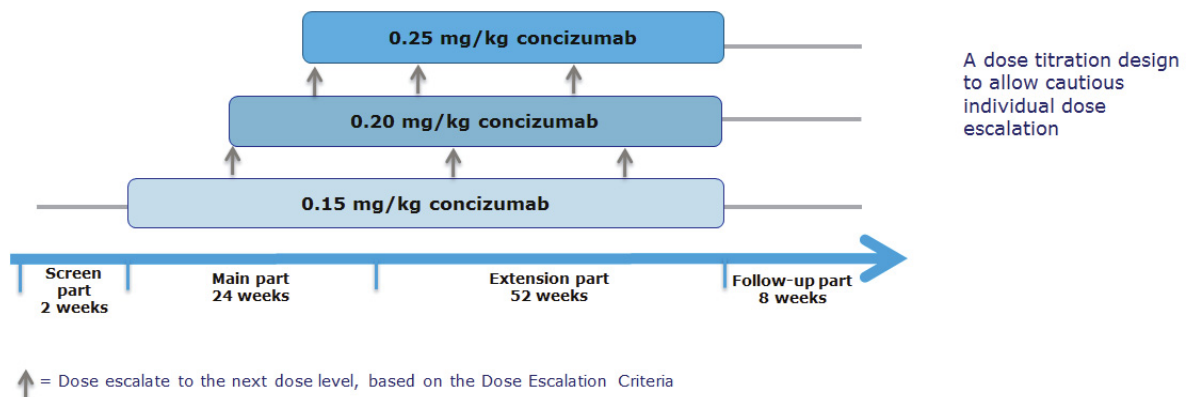 0.25 mg/kg concizumab
0.20 mg/kg concizumab
0.15 mg/kg concizumab
A dose titration design
to allow cautious
individual dose
escalation
Screen
part
2 weeks
Main part
24 weeks
Extension part
52 weeks
Follow-up part
8 weeks
= Dose escalate to the next dose level, based on the Dose Escalation Criteria